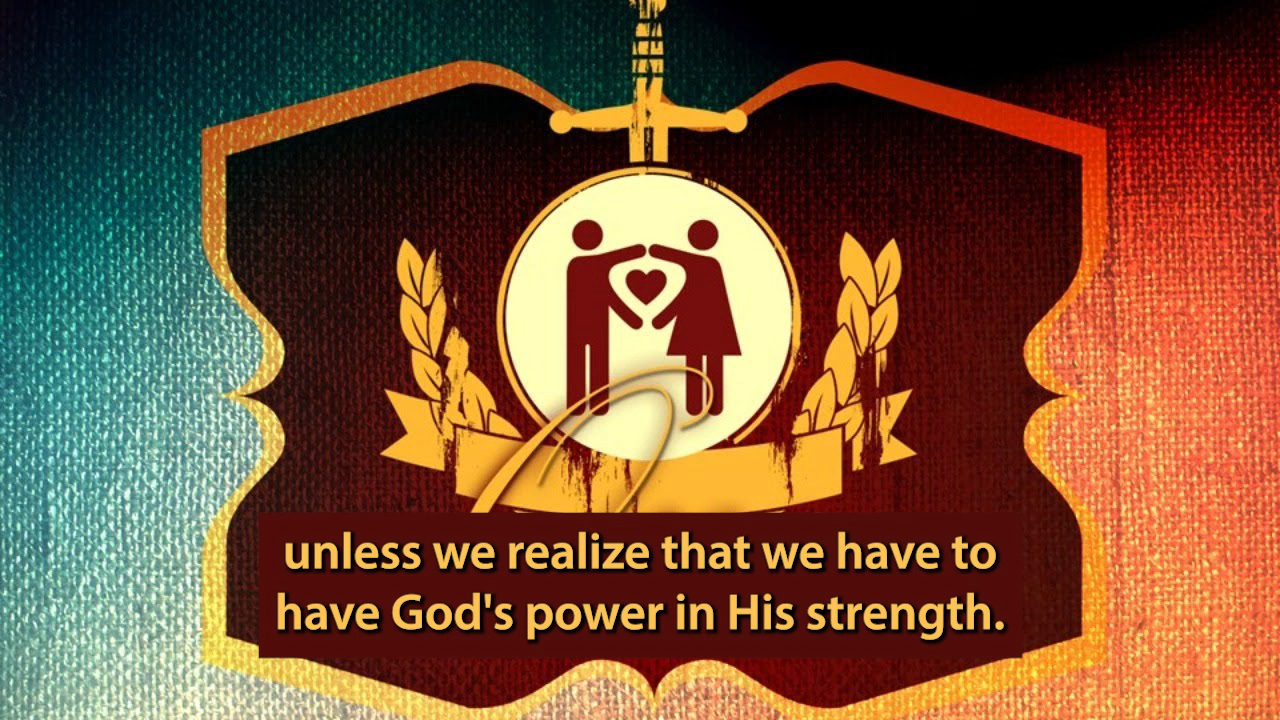 unless we realize that we have to
have God's power in His strength.